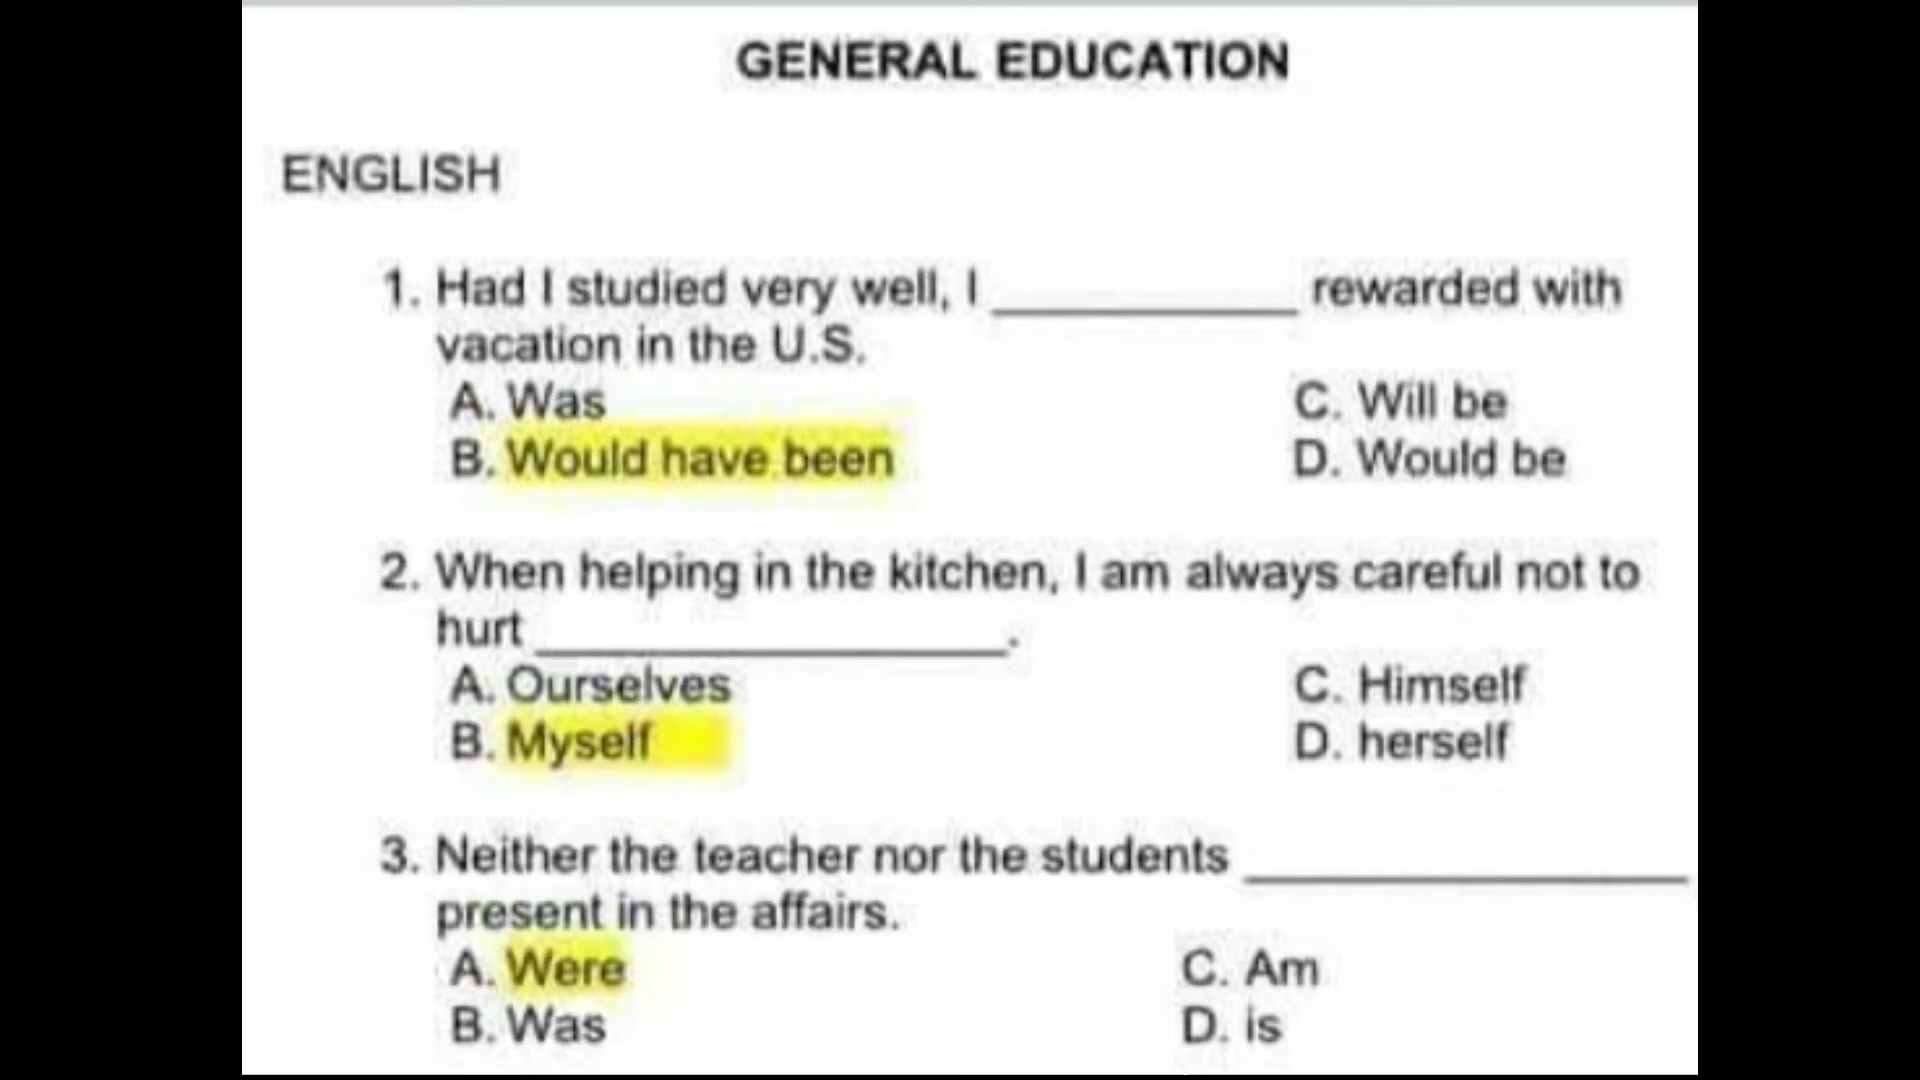 GENERAL EDUCATION
ENGLISH
1. Had I studied very well, I __________ rewarded with
vacation in the U.S.
A. Was C. Will be
B. Would have been D. Would be
2. When helping in the kitchen, I am always careful not to
hurt ________________.
A. Ourselves C. Himself
B. Myself D. herself
3. Neither the teacher nor the students _______________
present in the affairs.
A. Were C. Am
B. Was D. is